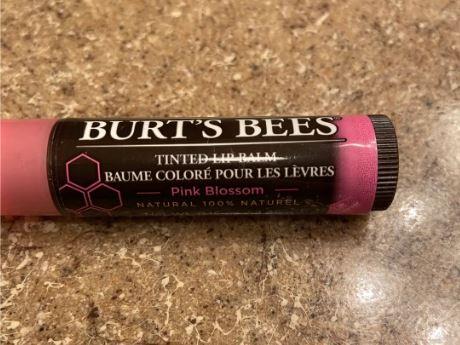 BURT'S BEES
TINTED LIP BALM
BAUME COLORÉ POUR LES LÈVRES
Pink Blossom
NATURAL 100% NATUREL